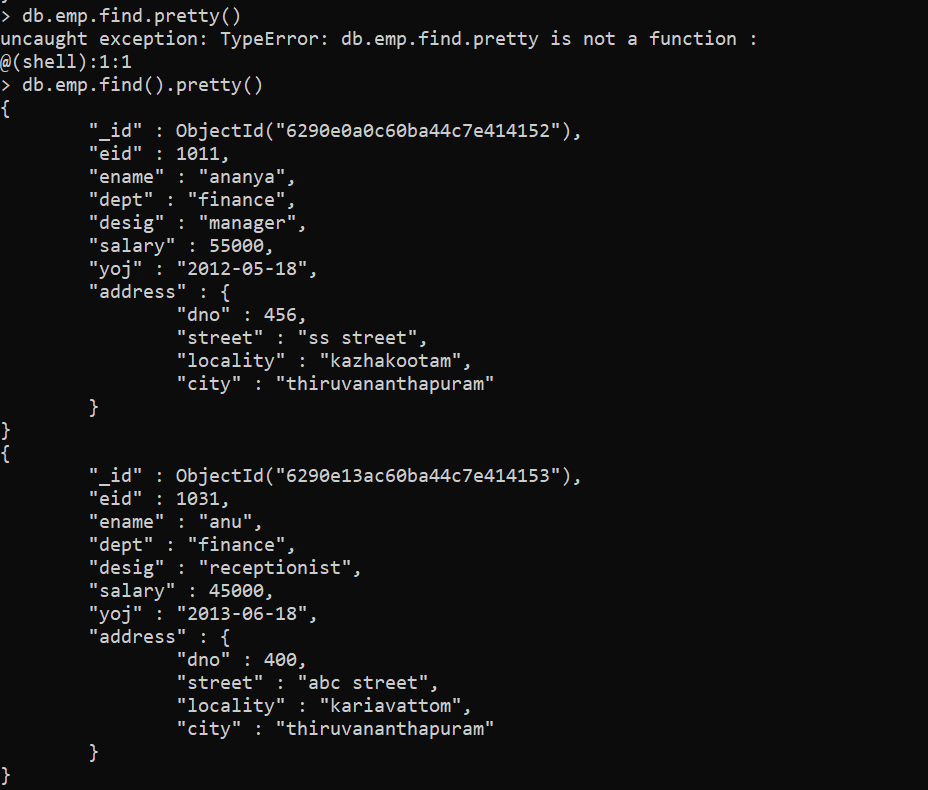 > db.emp.find.pretty()
uncaught exception: TypeError: db.emp.find.pretty is not a function :
@(shell):1:1
> db.emp.find().pretty()
{
        "_id" : ObjectId("6290e0a0c60ba44c7e414152"),
        "eid" : 1011,
        "ename" : "ananya",
        "dept" : "finance",
        "desig" : "manager",
        "salary" : 55000,
        "yoj" : "2012-05-18",
        "address" : {
                "dno" : 456,
                "street" : "ss street",
                "locality" : "kazhakootam",
                "city" : "thiruvananthapuram"
        }
}
{
        "_id" : ObjectId("6290e13ac60ba44c7e414153"),
        "eid" : 1031,
        "ename" : "anu",
        "dept" : "finance",
        "desig" : "receptionist",
        "salary" : 45000,
        "yoj" : "2013-06-18",
        "address" : {
                "dno" : 400,
                "street" : "abc street",
                "locality" : "kariavattom",
                "city" : "thiruvananthapuram"
        }
}